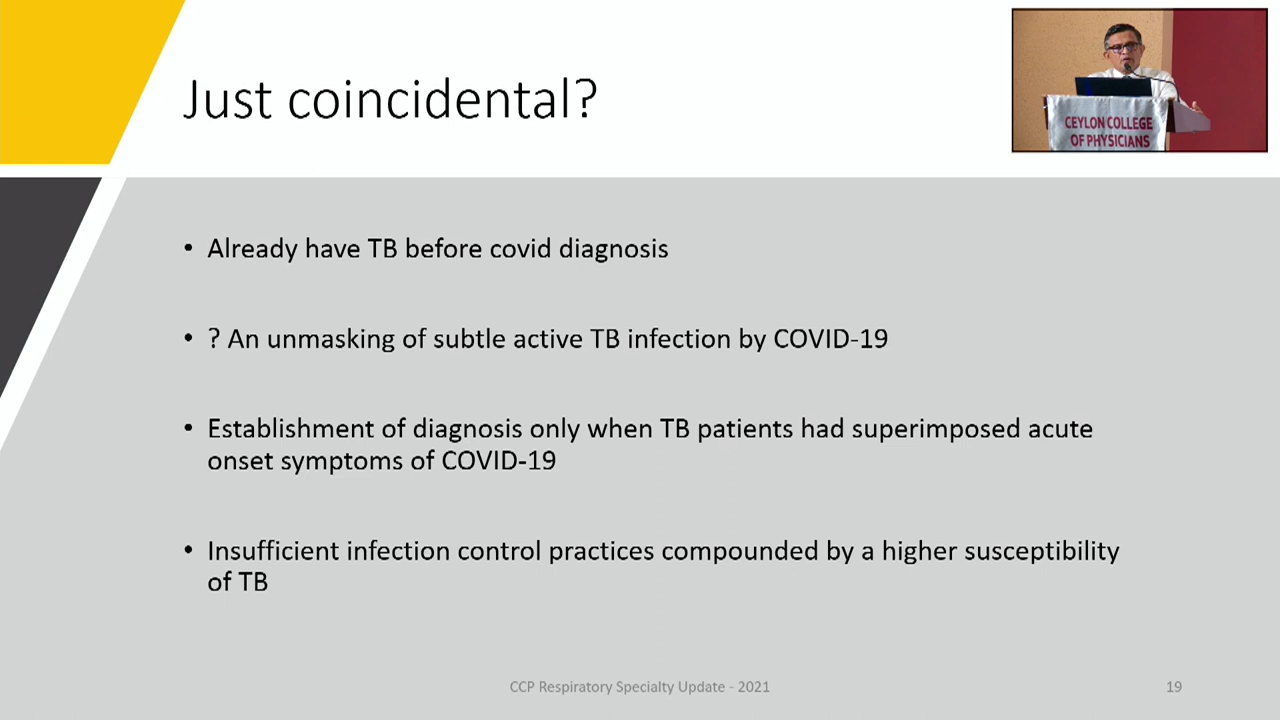 Just coincidental?
CEYLON COLLEGE
OF PHYSICIANS
• Already have TB before covid diagnosis
• ? An unmasking of subtle active TB infection by COVID-19
• Establishment of diagnosis only when TB patients had superimposed acute
onset symptoms of COVID-19
• Insufficient infection control practices compounded by a higher susceptibility
of TB
CCP Respiratory Specialty Update - 2021
19